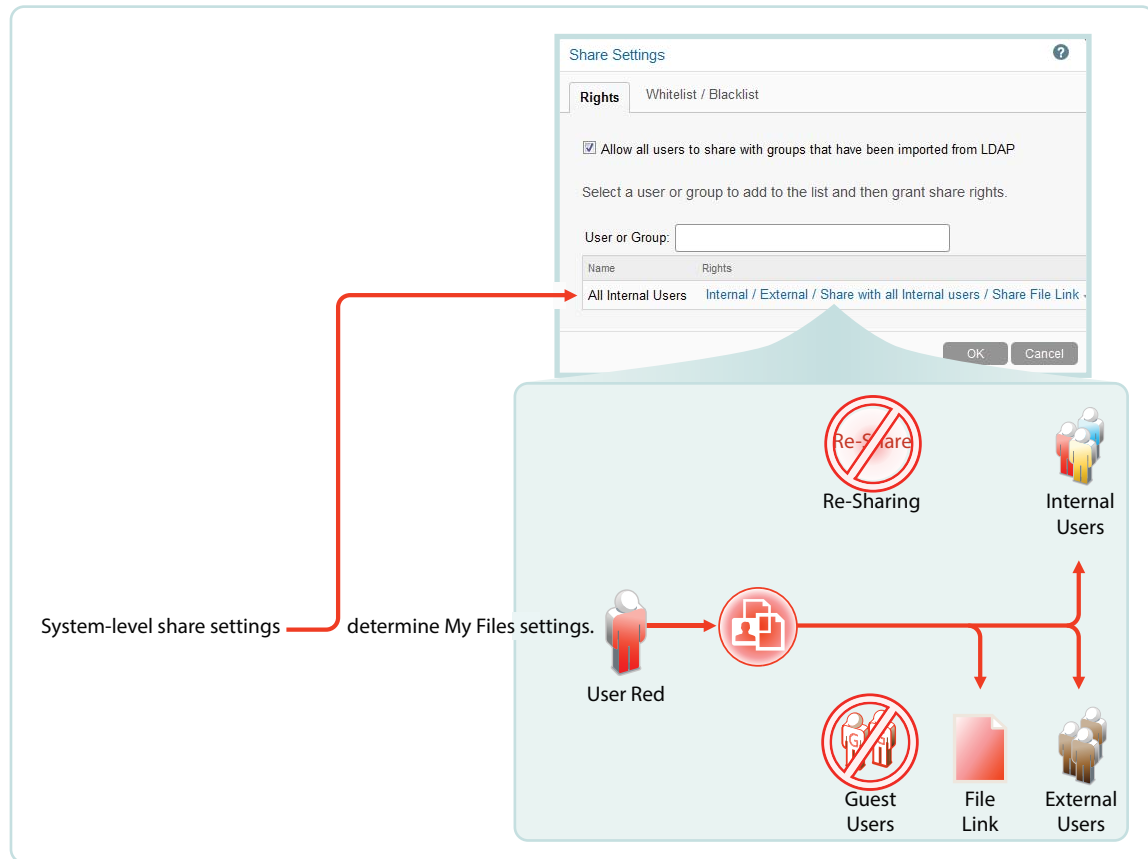 Share Settings
?
Rights
Whitelist / Blacklist
Allow all users to share with groups that have been imported from LDAP
Select a user or group to add to the list and then grant share rights.
User or Group:
Name Rights
All Internal Users Internal / External / Share with all Internal users / Share File Link
OK Cancel
Re-Share
Re-Sharing
Internal
Users
System-level share settings
determine My Files settings.
User Red
G G
Guest
Users
File
Link
External
Users